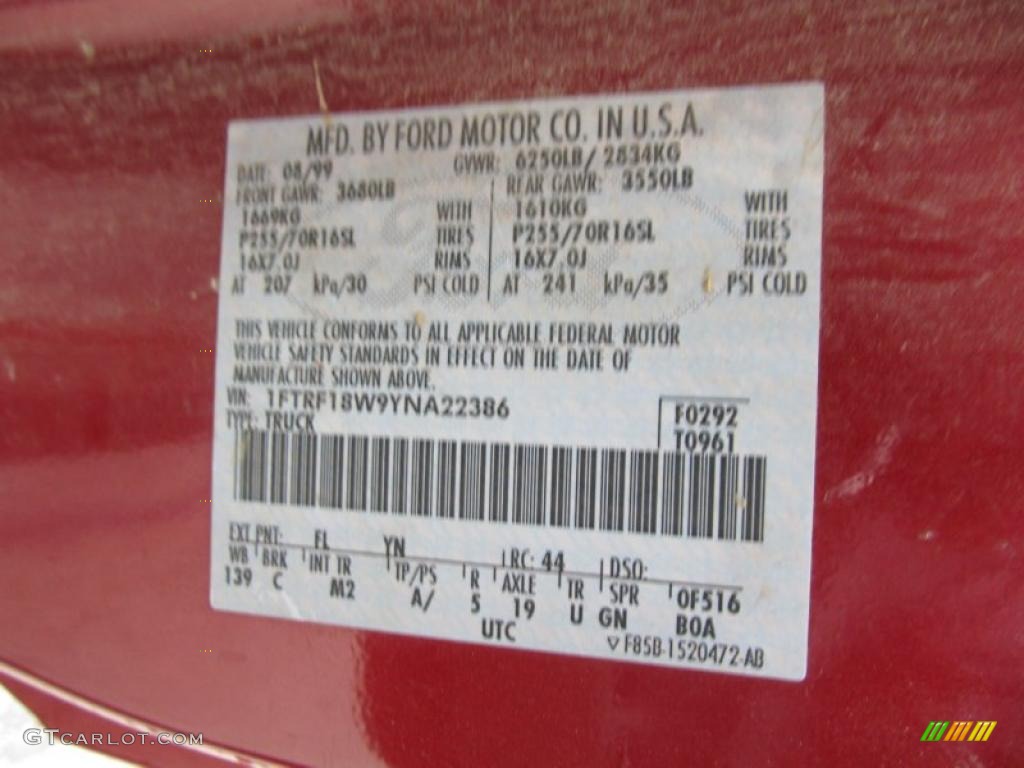 MFD. BY FORD MOTOR CO. IN U.S.A.
DATE: 08/99 GVWR: 6250LB/ 2834KG
FRONT GAWR: 3680LB REAR GAWR: 3550LB
1669KG WITH 1610KG WITH
P255/70R16SL TIRES P255/70R16SL TIRES
16X7.0J RIMS 16X7.0J RIMS
AT 207 kPa/30 PSI COLD AT 241 kPa/35 PSI COLD
THIS VEHICLE CONFORMS TO ALL APPLICABLE FEDERAL MOTOR
VEHICLE SAFETY STANDARDS IN EFFECT ON THE DATE OF
MANUFACTURE SHOWN ABOVE.
VIN: 1FTRF18W9YNA22386 F0292
TYPE: TRUCK T0961
EXT PNT: FL YN RC: 44 DSO:
WB BRK INT TR TP/PS R AXLE TR SPR 0F516
139 C M2 A/ 5 19 U GN B0A
UTC ▽F85B-1520472-AB
GTCARLOT.COM